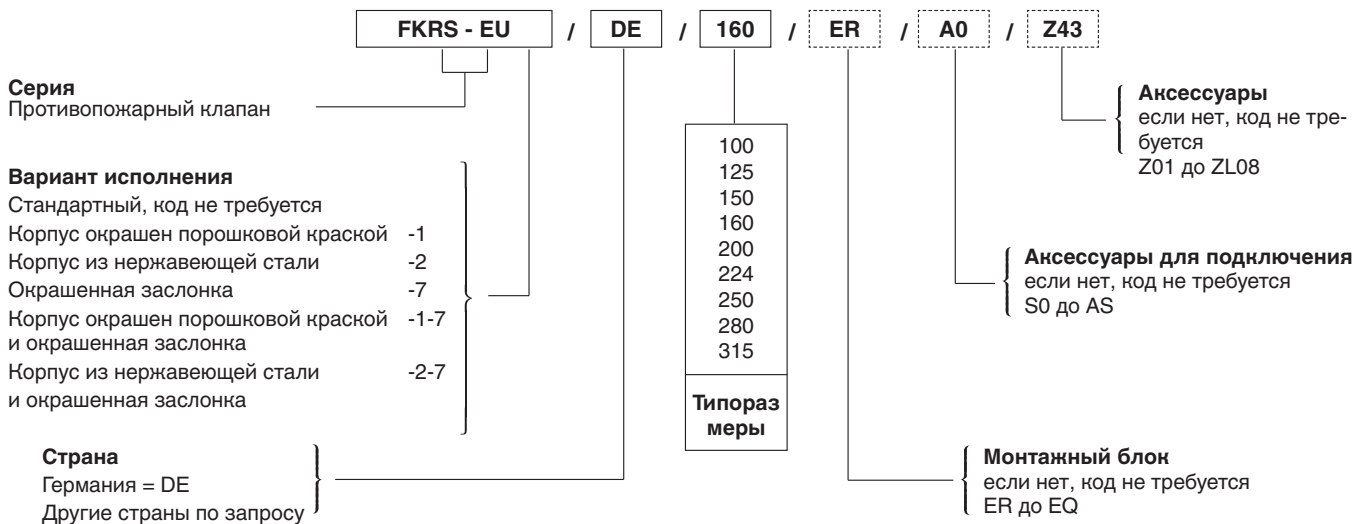 FKRS - EU / DE / 160 / ER / A0 / Z43
Серия
Противопожарный клапан
Вариант исполнения
Стандартный, код не требуется
Корпус окрашен порошковой краской -1
Корпус из нержавеющей стали -2
Окрашенная заслонка -7
Корпус окрашен порошковой краской -1-7
и окрашенная заслонка
Корпус из нержавеющей стали -2-7
и окрашенная заслонка
Страна
Германия = DE
Другие страны по запросу
100
125
150
160
200
224
250
280
315
Типораз
меры
Аксессуары
если нет, код не тре-
буется
Z01 до ZL08
Аксессуары для подключения
если нет, код не требуется
S0 до AS
Монтажный блок
если нет, код не требуется
ER до EQ